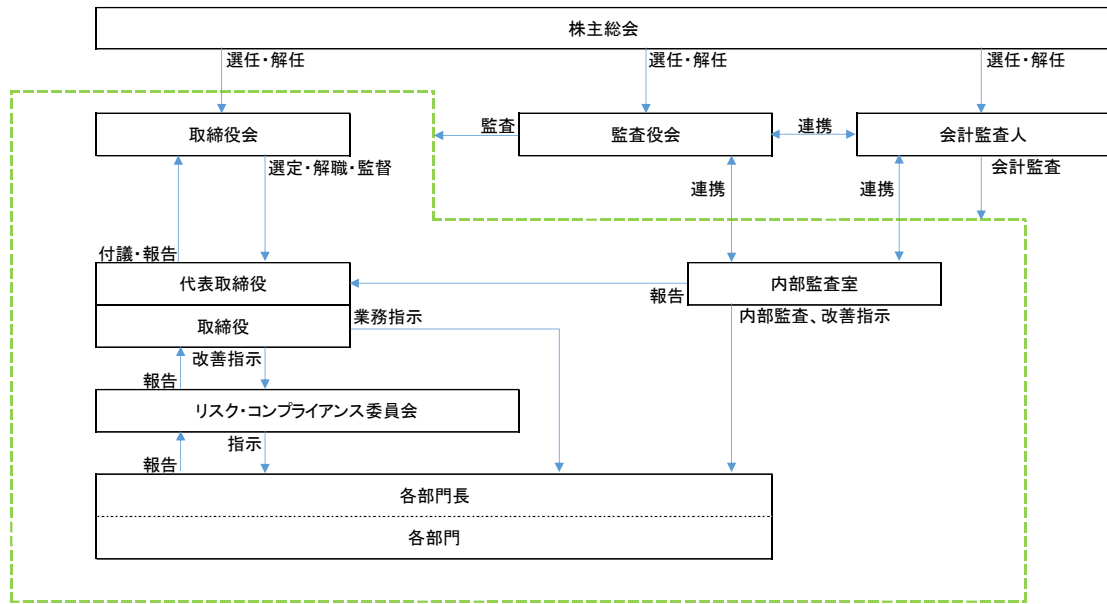 株主総会
選任・解任
選任・解任
選任・解任
取締役会
監査
監査役会
連携
会計監査人
選定・解職・監督
連携
連携
会計監査
付議・報告
代表取締役
報告
内部監査室
取締役
業務指示
内部監査、改善指示
改善指示
報告
リスク・コンプライアンス委員会
指示
報告
各部門長
各部門